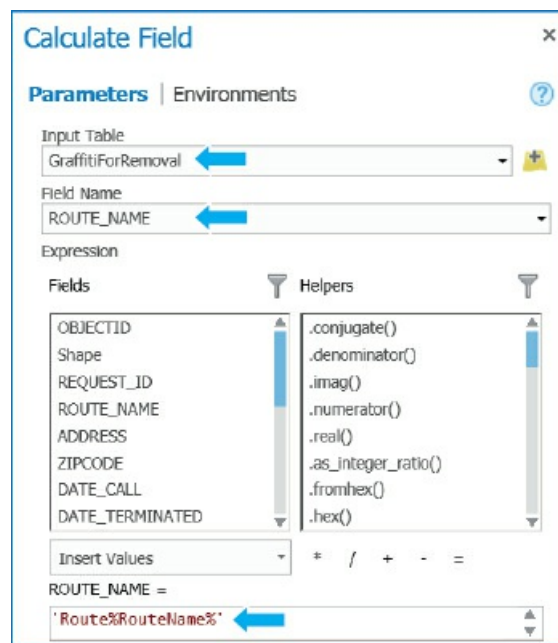 Calculate Field ×
Parameters | Environments ?
Input Table
GraffitiForRemoval
Field Name
ROUTE_NAME
Expression
Fields Helpers
OBJECTID .conjugate()
Shape .denominator()
REQUEST_ID .imag()
ROUTE_NAME .numerator()
ADDRESS .real()
ZIPCODE .as_integer_ratio()
DATE_CALL .fromhex()
DATE_TERMINATED .hex()
Insert Values * / + - =
ROUTE_NAME =
'Route%RouteName%'